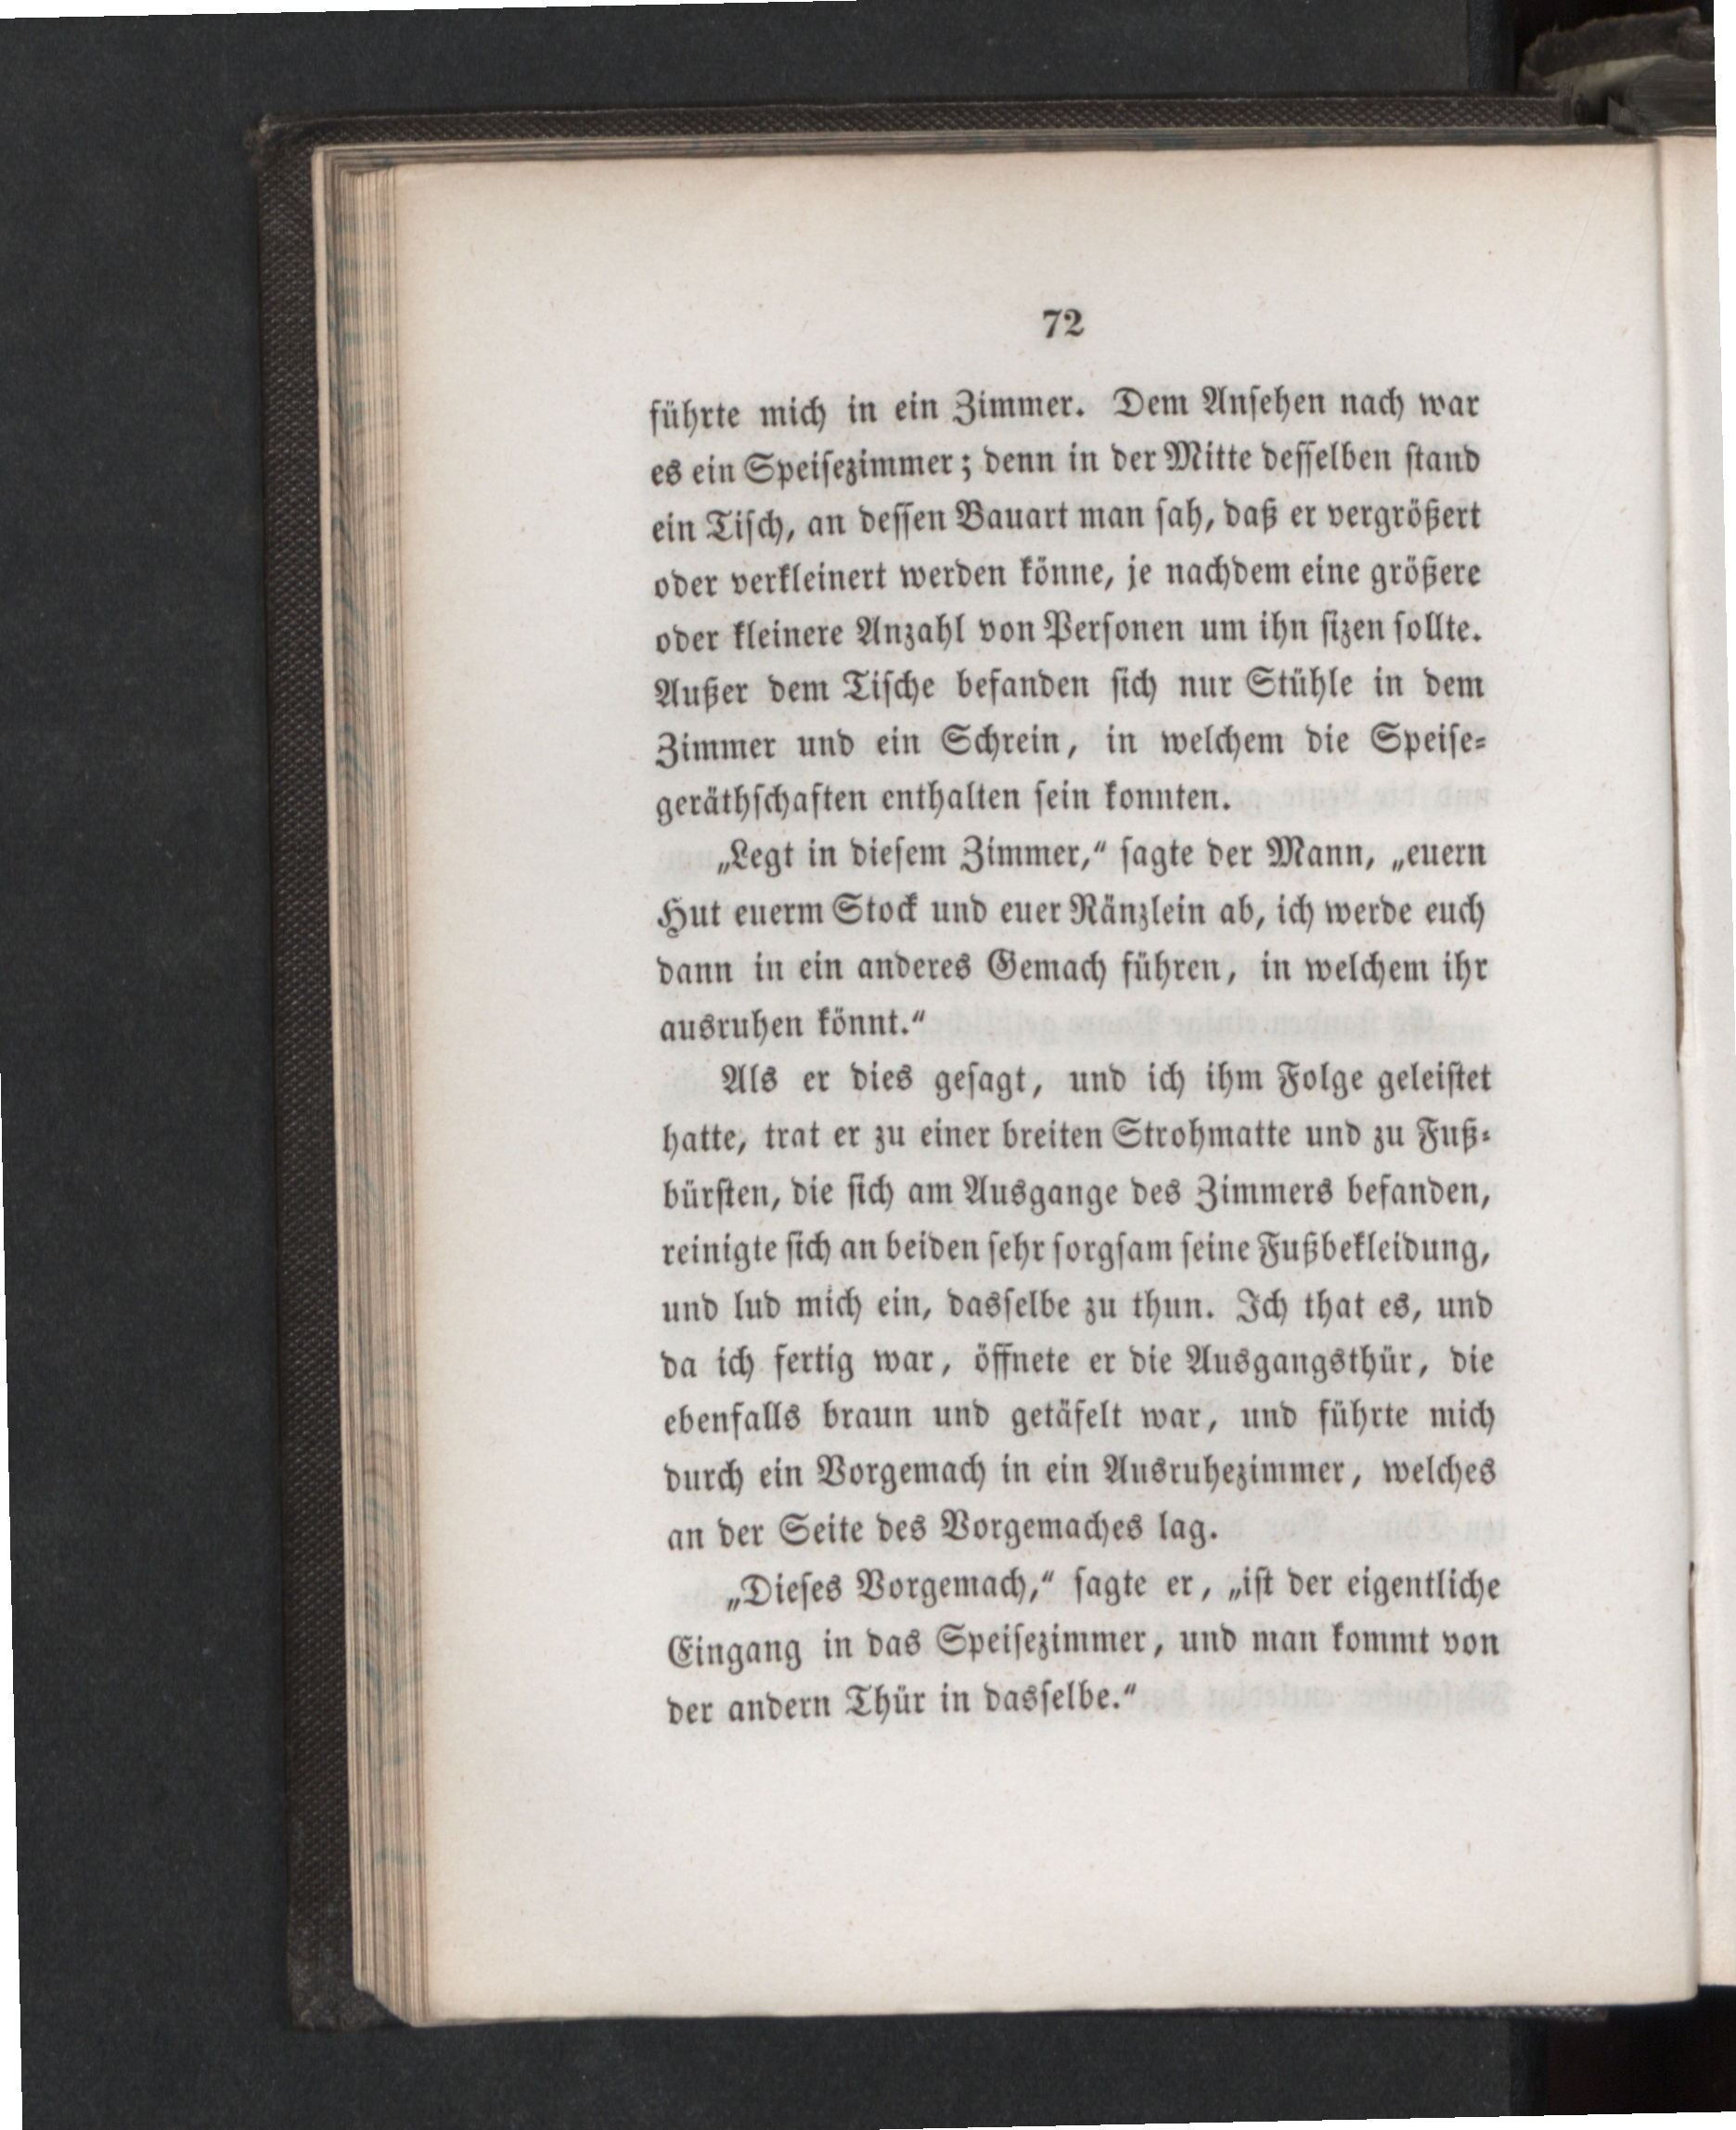 72
führte mich in ein Zimmer. Dem Ansehen nach war
es ein Speisezimmer; denn in der Mitte desselben stand
ein Tisch, an dessen Bauart man sah, daß er vergrößert
oder verkleinert werden könne, je nachdem eine größere
oder kleinere Anzahl von Personen um ihn sizen sollte.
Außer dem Tische befanden sich nur Stühle in dem
Zimmer und ein Schrein, in welchem die Speise-
geräthschaften enthalten sein konnten.
„Legt in diesem Zimmer,“ sagte der Mann, „euern
Hut euerm Stock und euer Ränzlein ab, ich werde euch
dann in ein anderes Gemach führen, in welchem ihr
ausruhen könnt.“
Als er dies gesagt, und ich ihm Folge geleistet
hatte, trat er zu einer breiten Strohmatte und zu Fuß-
bürsten, die sich am Ausgange des Zimmers befanden,
reinigte sich an beiden sehr sorgsam seine Fußbekleidung,
und lud mich ein, dasselbe zu thun. Ich that es, und
da ich fertig war, öffnete er die Ausgangsthür, die
ebenfalls braun und getäfelt war, und führte mich
durch ein Vorgemach in ein Ausruhezimmer, welches
an der Seite des Vorgemaches lag.
„Dieses Vorgemach,“ sagte er, „ist der eigentliche
Eingang in das Speisezimmer, und man kommt von
der andern Thür in dasselbe.“